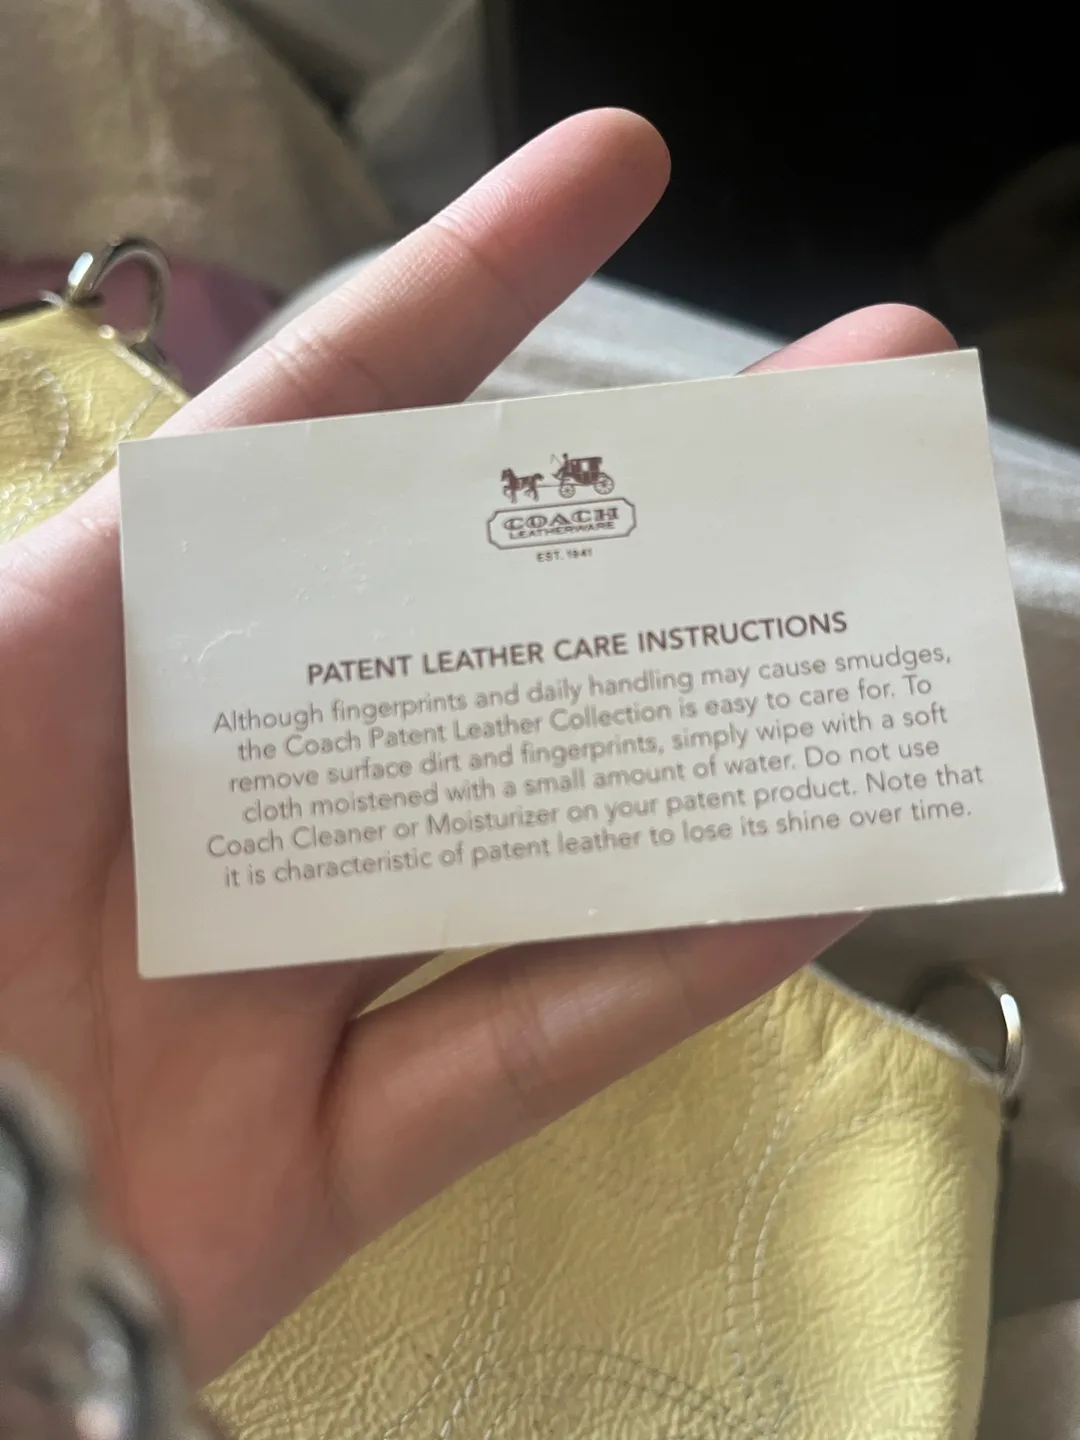 COACH
LEATHERWARE
EST. 1941
PATENT LEATHER CARE INSTRUCTIONS
Although fingerprints and daily handling may cause smudges,
the Coach Patent Leather Collection is easy to care for. To
remove surface dirt and fingerprints, simply wipe with a soft
cloth moistened with a small amount of water. Do not use
Coach Cleaner or Moisturizer on your patent product. Note that
it is characteristic of patent leather to lose its shine over time.